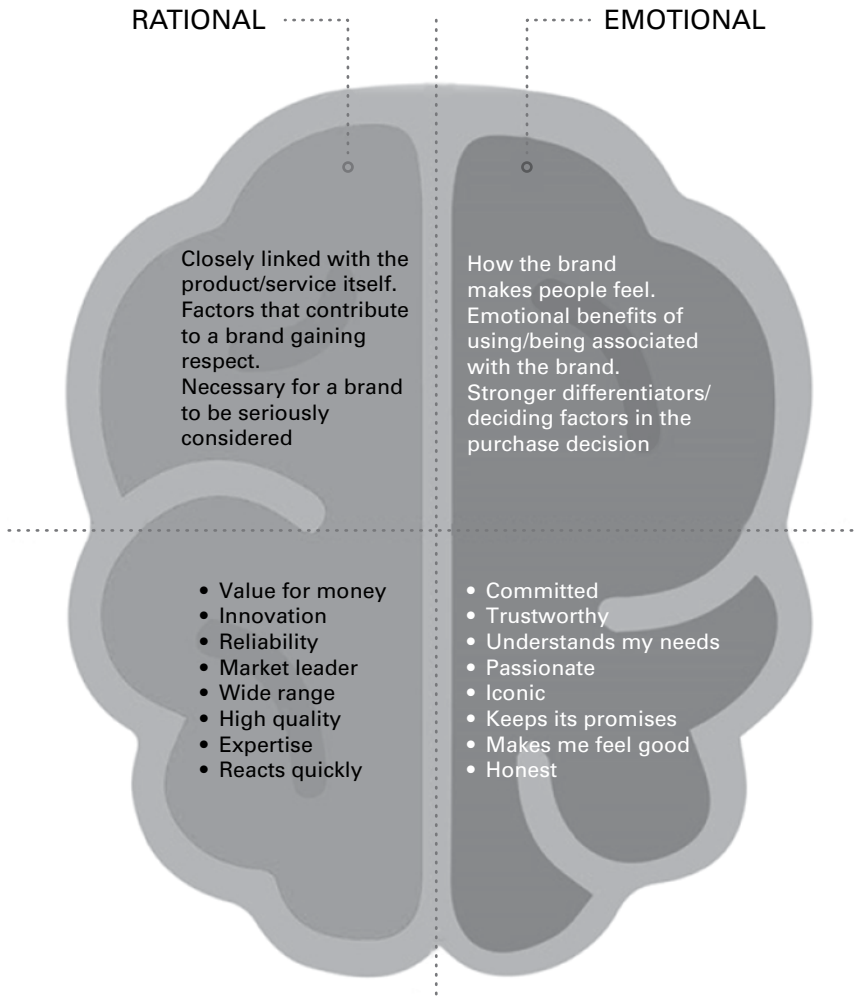 RATIONAL
EMOTIONAL
Closely linked with the
product/service itself.
Factors that contribute
to a brand gaining
respect.
Necessary for a brand
to be seriously
considered
How the brand
makes people feel.
Emotional benefits of
using/being associated
with the brand.
Stronger differentiators/
deciding factors in the
purchase decision
• Value for money
• Innovation
• Reliability
• Market leader
• Wide range
• High quality
• Expertise
• Reacts quickly
• Committed
• Trustworthy
• Understands my needs
• Passionate
• Iconic
• Keeps its promises
• Makes me feel good
• Honest